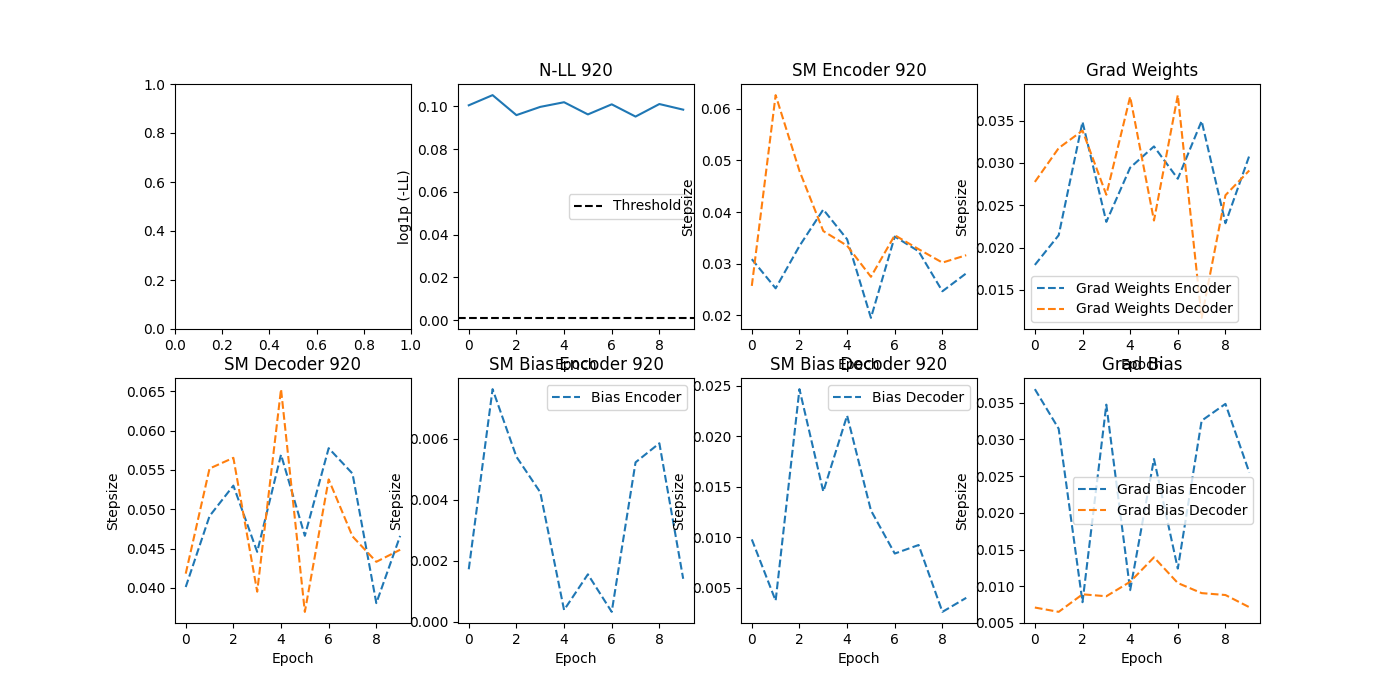 N-LL 920
SM Encoder 920
Grad Weights
1.0
0.8
0.6
0.4
0.2
0.0
0.0 0.2 0.4 0.6 0.8 1.0
log1p (-LL)
0.10
0.08
0.06
0.04
0.02
0.00
Threshold
0 2 4 6 8
Epoch
Stepsize
0.06
0.05
0.04
0.03
0.02
0 2 4 6 8
Epoch
Stepsize
0.035
0.030
0.025
0.020
0.015
Grad Weights Encoder
Grad Weights Decoder
0 2 4 6 8
Epoch
SM Decoder 920
SM Bias Encoder 920
SM Bias Decoder 920
Grad Bias
Stepsize
0.065
0.060
0.055
0.050
0.045
0.040
0 2 4 6 8
Epoch
Stepsize
0.006
0.004
0.002
0.000
Bias Encoder
0 2 4 6 8
Epoch
Stepsize
0.025
0.020
0.015
0.010
0.005
Bias Decoder
0 2 4 6 8
Epoch
Stepsize
0.035
0.030
0.025
0.020
0.015
0.010
0.005
Grad Bias Encoder
Grad Bias Decoder
0 2 4 6 8
Epoch